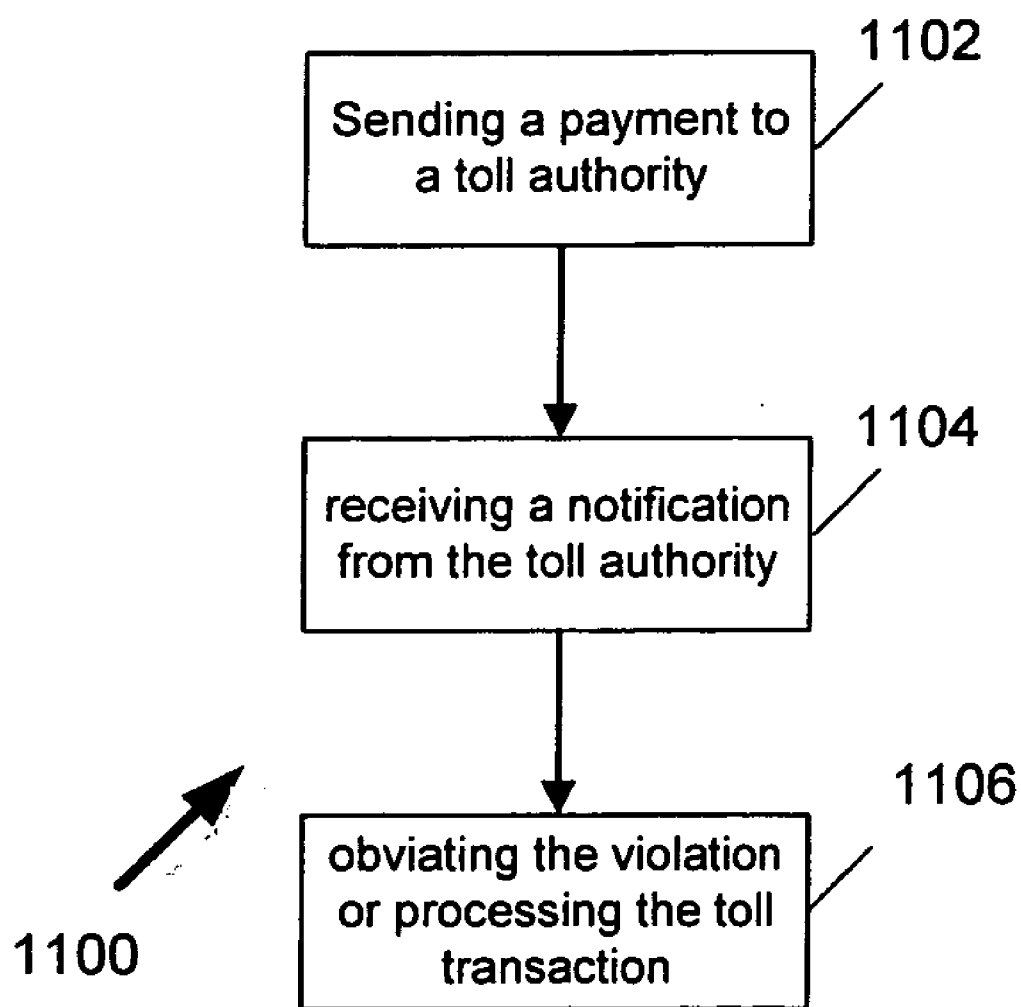 1102
Sending a payment to
a toll authority
1104
receiving a notification
from the toll authority
1106
obviating the violation
or processing the toll
transaction
1100